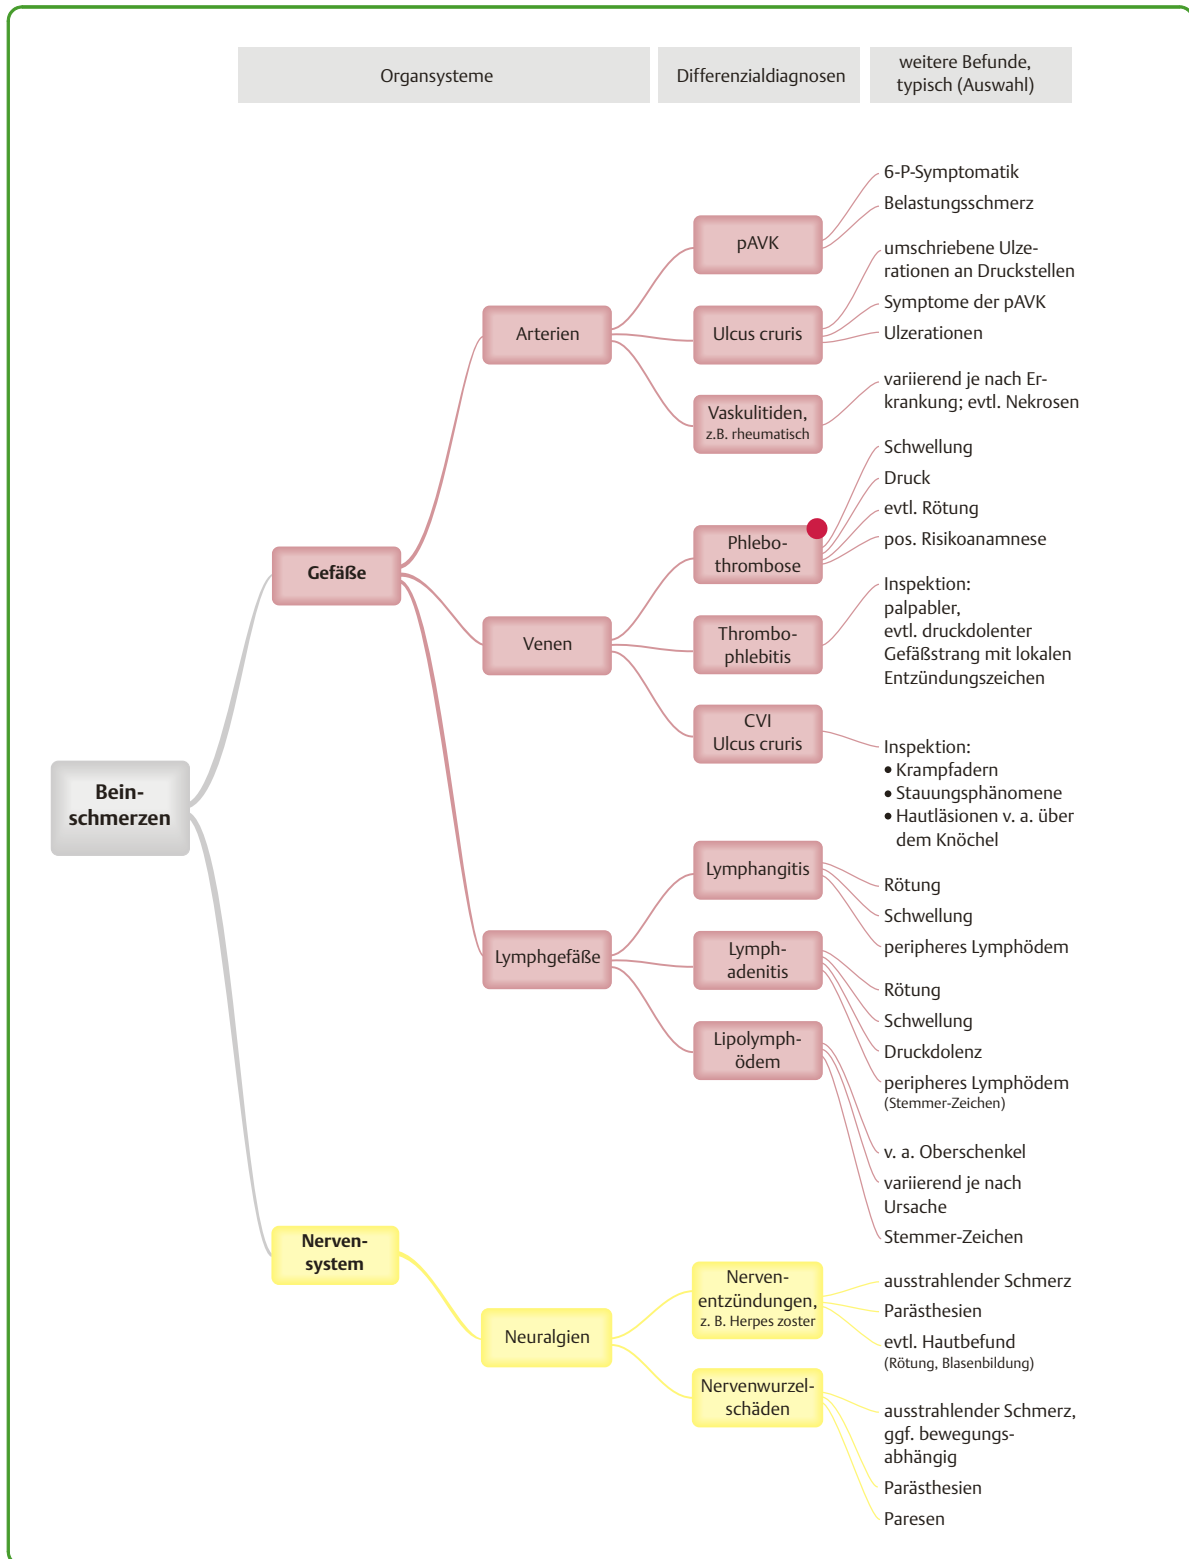 Organsysteme
Differenzialdiagnosen
weitere Befunde,
typisch (Auswahl)
Bein-
schmerzen
Gefäße
Arterien
pAVK
6-P-Symptomatik
Belastungsschmerz
Ulcus cruris
umschriebene Ulze-
rationen an Druckstellen
Symptome der pAVK
Ulzerationen
Vaskulitiden,
z.B. rheumatisch
variierend je nach Er-
krankung; evtl. Nekrosen
Venen
Phlebo-
thrombose
Schwellung
Druck
evtl. Rötung
pos. Risikoanamnese
Thrombo-
phlebitis
Inspektion:
palpabler,
evtl. druckdolenter
Gefäßstrang mit lokalen
Entzündungszeichen
CVI
Ulcus cruris
Inspektion:
• Krampfadern
• Stauungsphänomene
• Hautläsionen v. a. über
dem Knöchel
Lymphgefäße
Lymphangitis
Rötung
Schwellung
peripheres Lymphödem
Lymph-
adenitis
Rötung
Schwellung
Druckdolenz
peripheres Lymphödem
(Stemmer-Zeichen)
Lipolymph-
ödem
v. a. Oberschenkel
variierend je nach
Ursache
Stemmer-Zeichen
Nerven-
system
Neuralgien
Nerven-
entzündungen,
z. B. Herpes zoster
ausstrahlender Schmerz
Parästhesien
evtl. Hautbefund
(Rötung, Blasenbildung)
Nervenwurzel-
schäden
ausstrahlender Schmerz,
ggf. bewegungs-
abhängig
Parästhesien
Paresen